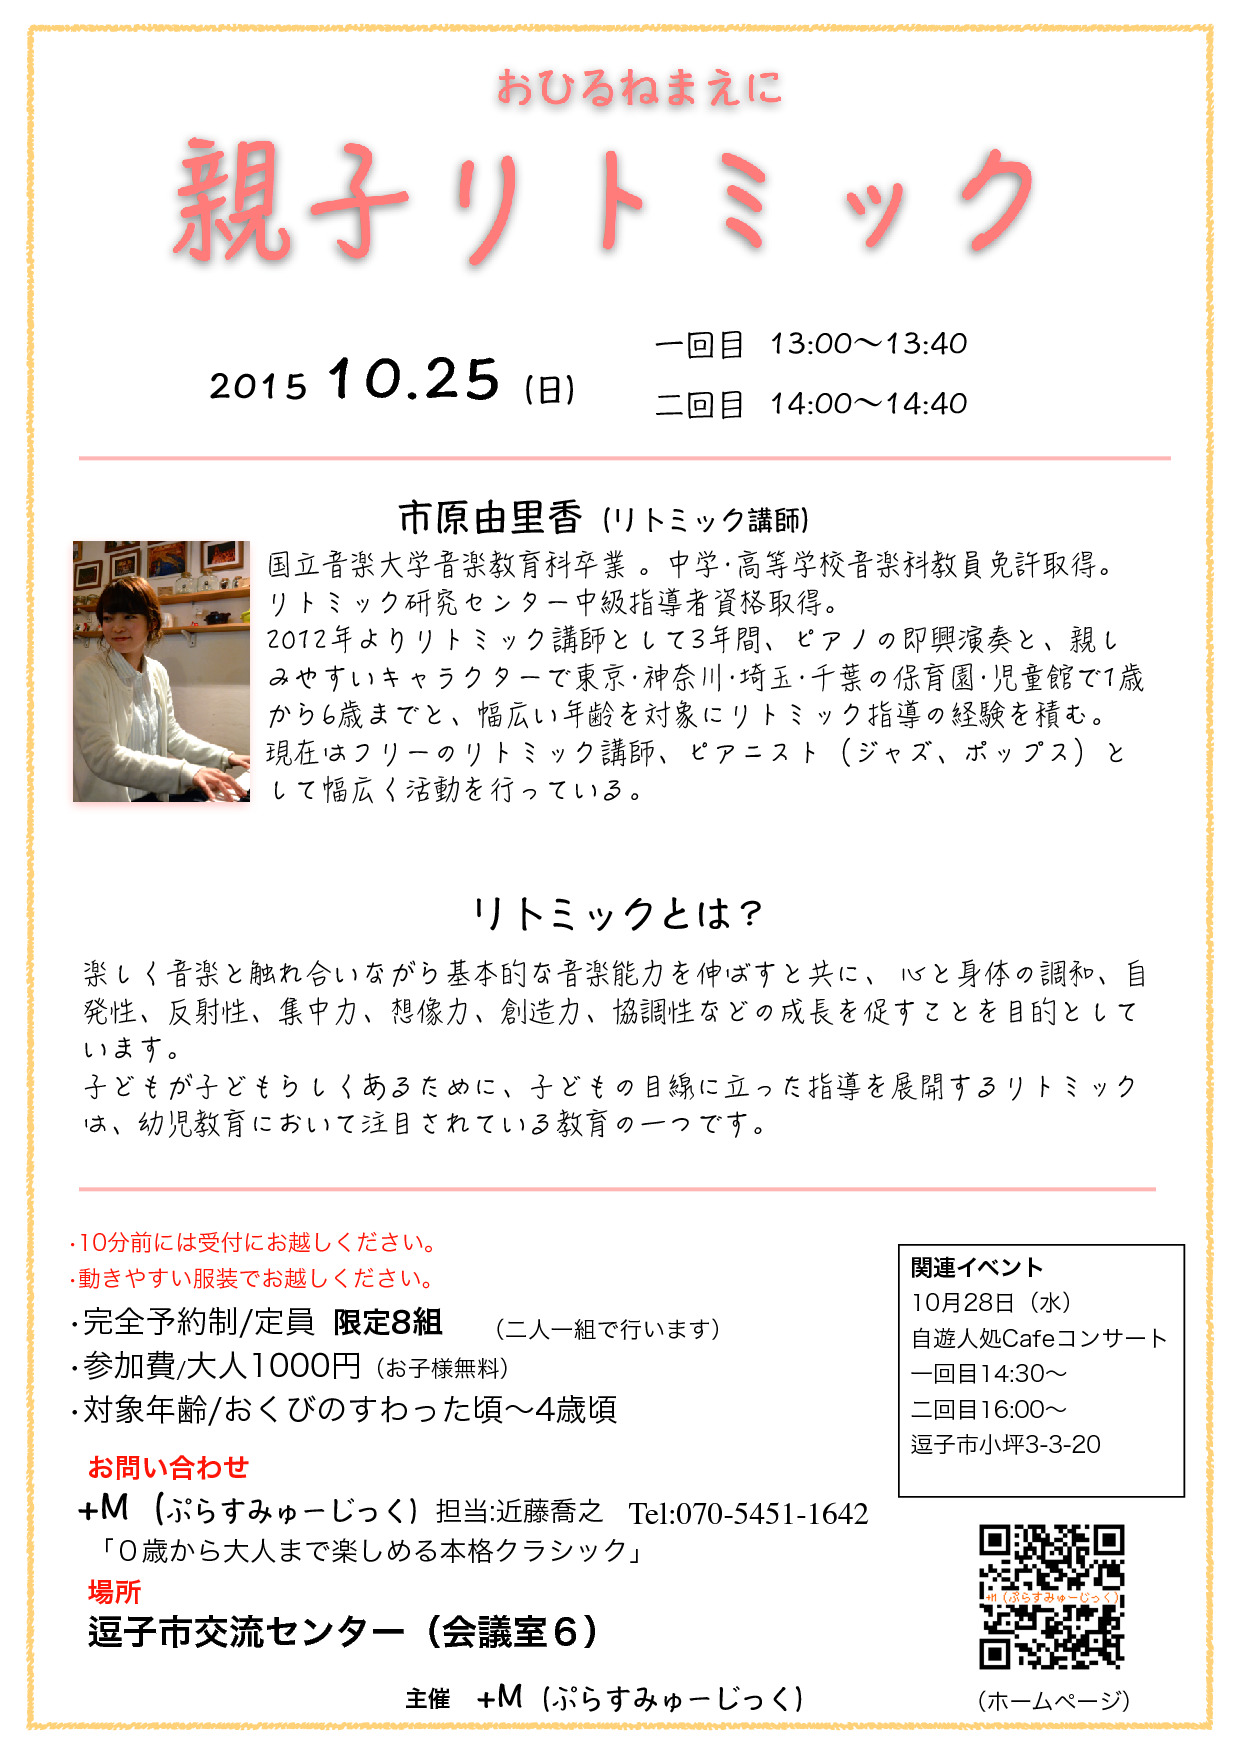 おひるねまえに
親子リトミック
2015 10.25 (日)
一回目 13:00〜13:40
二回目 14:00〜14:40
市原由里香 (リトミック講師)
国立音楽大学音楽教育科卒業 。中学・高等学校音楽科教員免許取得。
リトミック研究センター中級指導者資格取得。
2012年よりリトミック講師として3年間、ピアノの即興演奏と、親し
みやすいキャラクターで東京・神奈川・埼玉・千葉の保育園・児童館で1歳
から6歳までと、幅広い年齢を対象にリトミック指導の経験を積む。
現在はフリーのリトミック講師、ピアニスト（ジャズ、ポップス）と
して幅広く活動を行っている。
リトミックとは？
楽しく音楽と触れ合いながら基本的な音楽能力を伸ばすと共に、 心と身体の調和、自
発性、反射性、集中力、想像力、創造力、協調性などの成長を促すことを目的として
います。
子どもが子どもらしくあるために、子どもの目線に立った指導を展開するリトミック
は、幼児教育において注目されている教育の一つです。
・10分前には受付にお越しください。
・動きやすい服装でお越しください。
・完全予約制/定員 限定8組 （二人一組で行います）
・参加費/大人1000円（お子様無料）
・対象年齢/おくびのすわった頃〜4歳頃
関連イベント
10月28日（水）
自遊人処Cafeコンサート
一回目14:30〜
二回目16:00〜
逗子市小坪3-3-20
お問い合わせ
+M (ぷらすみゅーじっく) 担当:近藤喬之 Tel:070-5451-1642
「０歳から大人まで楽しめる本格クラシック」
場所
逗子市交流センター（会議室６）
+M（ぷらすみゅーじっく）
（ホームページ）
主催 +M (ぷらすみゅーじっく)